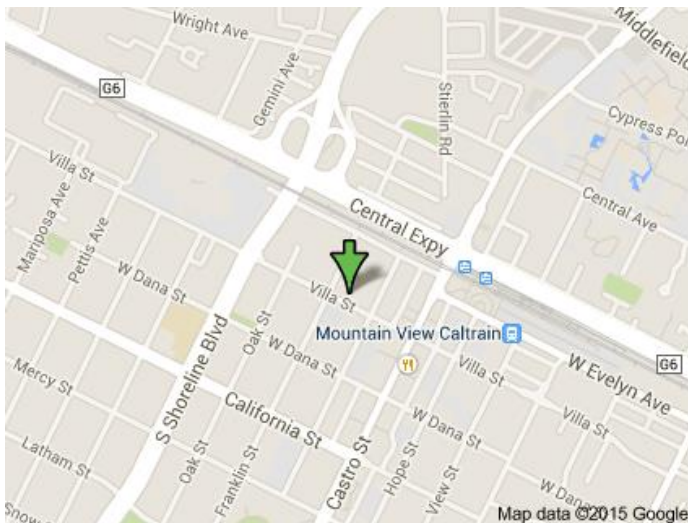 Wright Ave
Middlefield
G6
Gemini Ave
Stierlin Rd
Cypress Poi
Villa St
Central Ave
Mariposa Ave
Pettis Ave
Central Expy
W Dana St
Villa St
Oak St
Mountain View Caltrain
W Dana St
S Shoreline Blvd
G6
W Evelyn Ave
Villa St
Mercy St
California St
W Dana St
Villa St
Latham St
Oak St
Franklin St
Castro St
Hope St
View St
W Dana
Snow
Map data ©2015 Google